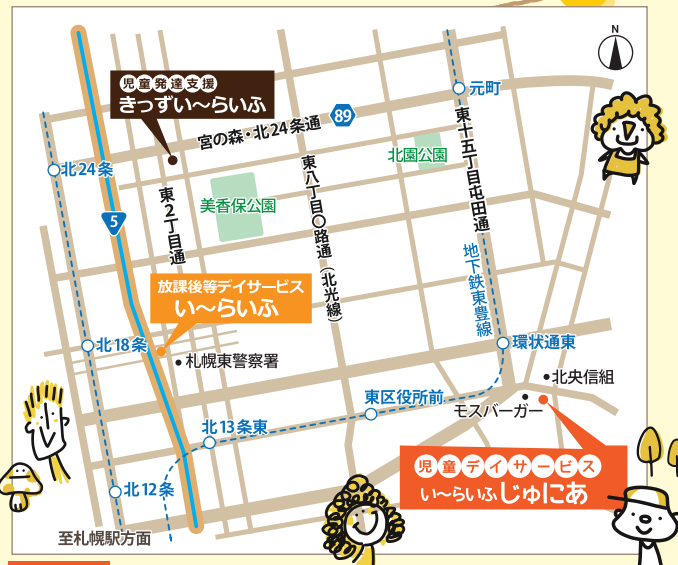 N
児童発達支援
きっずい〜らいふ
89
元町
宮の森・北24条通
北24条
北園公園
東十五丁目屯田通
美香保公園
東八丁目〇路通（北光線）
東2丁目通
5
地下鉄東豊線
放課後等デイサービス
い〜らいふ
北18条
札幌東警察署
環状通東
北央信組
東区役所前
モスバーガー
北13条東
児童デイサービス
い〜らいふじゅにあ
北12条
至札幌駅方面